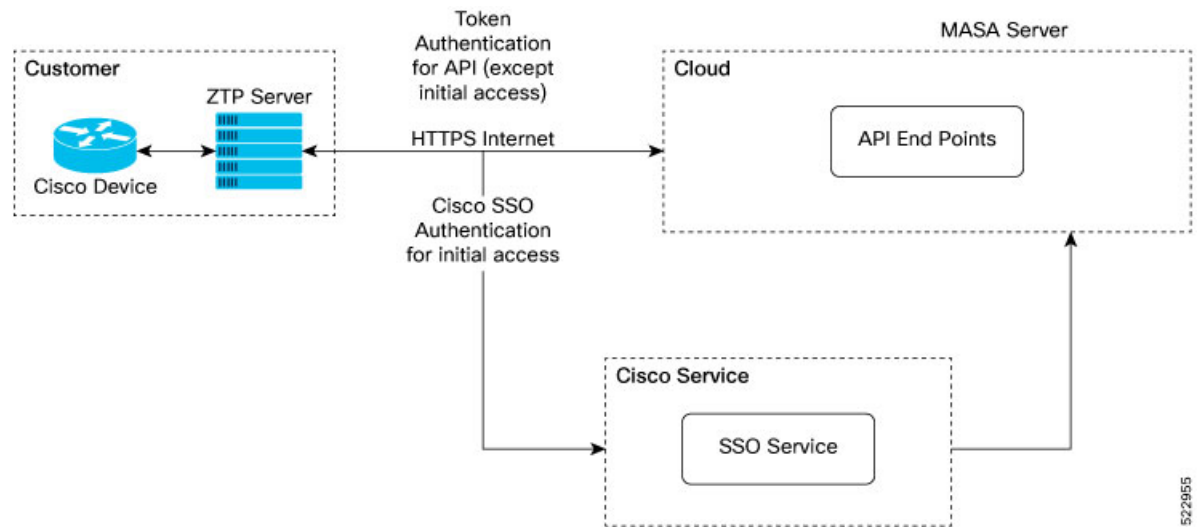 Token
Authentication
for API (except
initial access)
MASA Server
Customer
Cloud
ZTP Server
API End Points
HTTPS Internet
Cisco Device
Cisco SSO
Authentication
for initial access
Cisco Service
SSO Service
522955